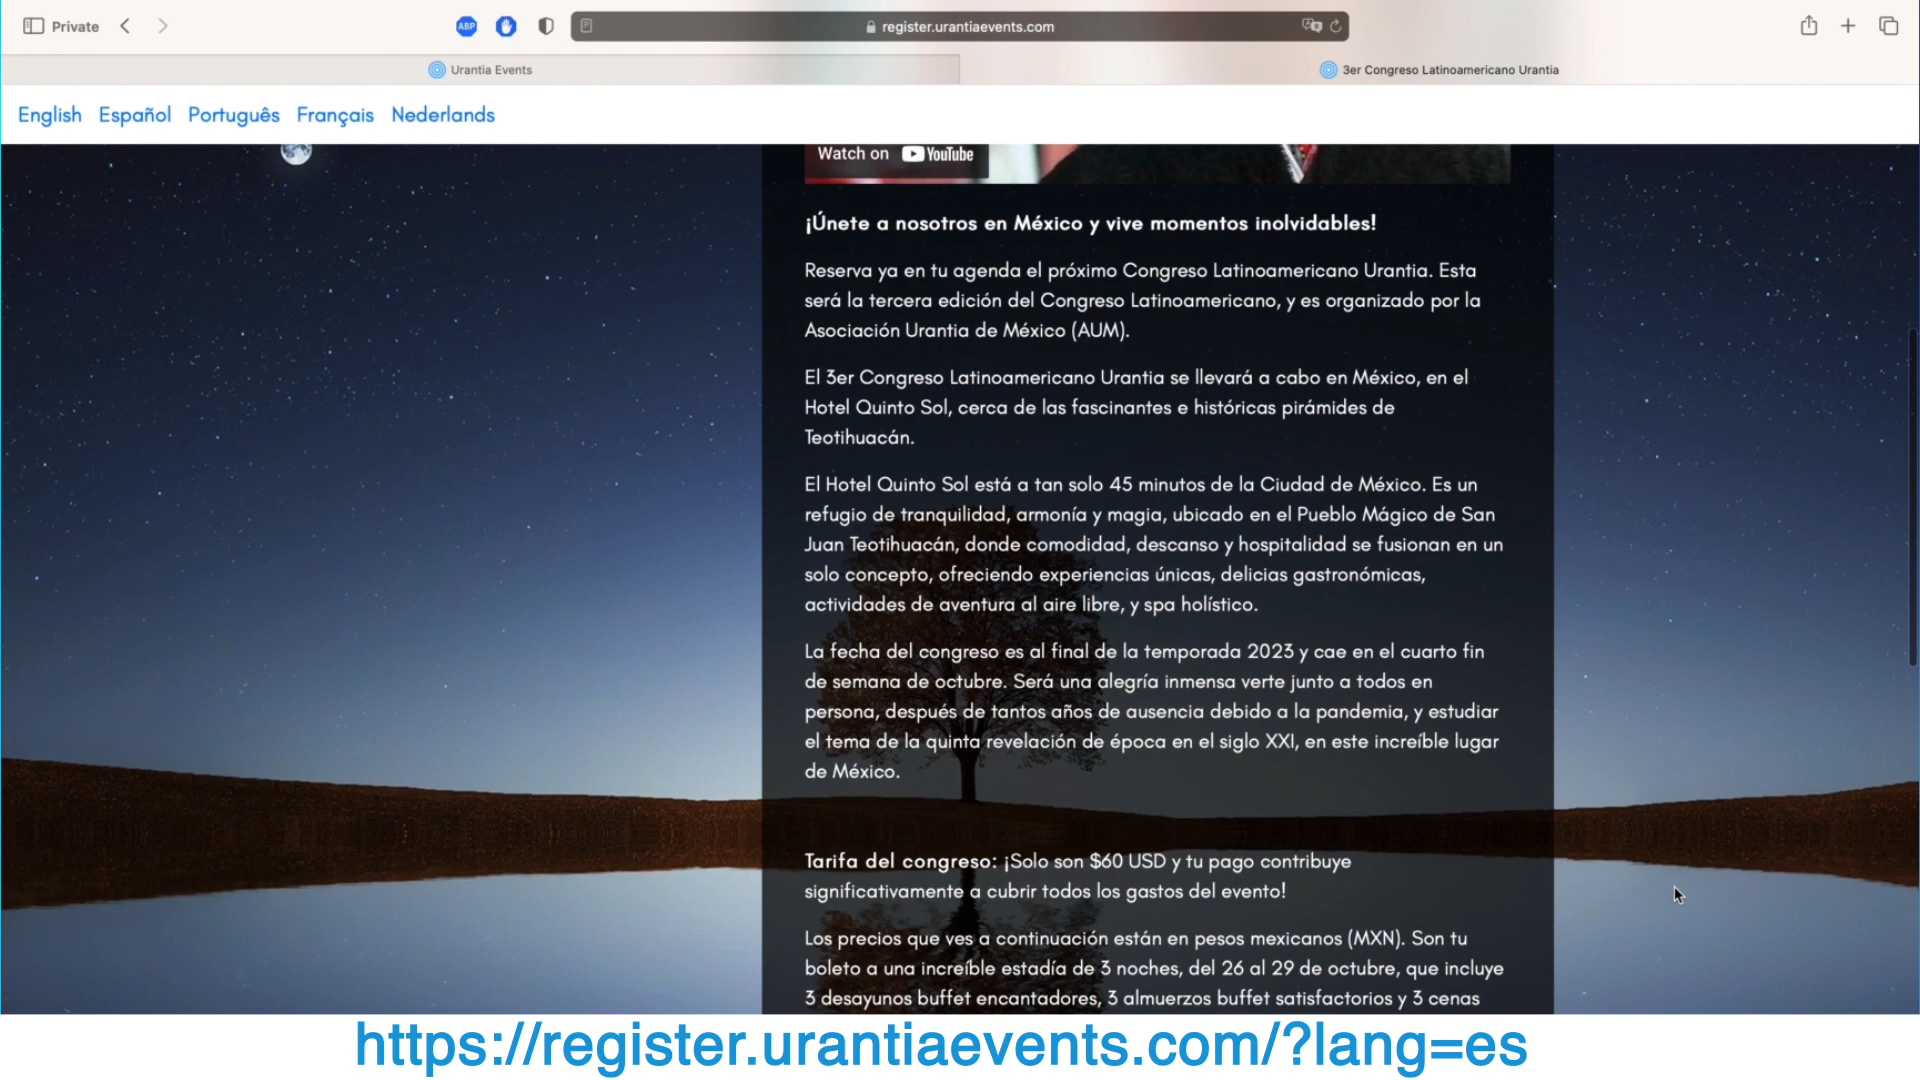 Private
ABP
register.urantiaevents.com
Urantia Events
3er Congreso Latinoamericano Urantia
English Español Português Français Nederlands
Watch on YouTube
¡Únete a nosotros en México y vive momentos inolvidables!
Reserva ya en tu agenda el próximo Congreso Latinoamericano Urantia. Esta
será la tercera edición del Congreso Latinoamericano, y es organizado por la
Asociación Urantia de México (AUM).
El 3er Congreso Latinoamericano Urantia se llevará a cabo en México, en el
Hotel Quinto Sol, cerca de las fascinantes e históricas pirámides de
Teotihuacán.
El Hotel Quinto Sol está a tan solo 45 minutos de la Ciudad de México. Es un
refugio de tranquilidad, armonía y magia, ubicado en el Pueblo Mágico de San
Juan Teotihuacán, donde comodidad, descanso y hospitalidad se fusionan en un
solo concepto, ofreciendo experiencias únicas, delicias gastronómicas,
actividades de aventura al aire libre, y spa holístico.
La fecha del congreso es al final de la temporada 2023 y cae en el cuarto fin
de semana de octubre. Será una alegría inmensa verte junto a todos en
persona, después de tantos años de ausencia debido a la pandemia, y estudiar
el tema de la quinta revelación de época en el siglo XXI, en este increíble lugar
de México.
Tarifa del congreso: ¡Solo son $60 USD y tu pago contribuye
significativamente a cubrir todos los gastos del evento!
Los precios que ves a continuación están en pesos mexicanos (MXN). Son tu
boleto a una increíble estadía de 3 noches, del 26 al 29 de octubre, que incluye
3 desayunos buffet encantadores, 3 almuerzos buffet satisfactorios y 3 cenas
https://register.urantiaevents.com/?lang=es